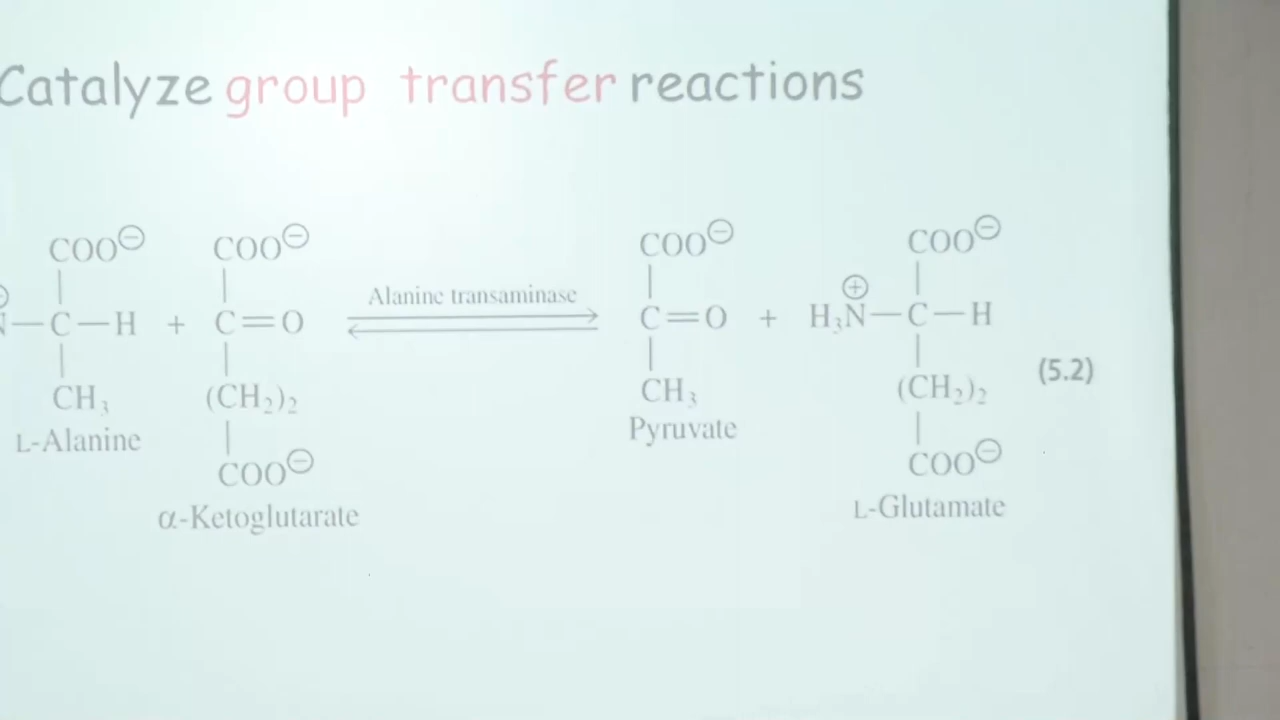 Catalyze group transfer reactions
COO⊖ COO⊖ COO⊖ COO⊖
Alanine transaminase
⊕
N—C—H + C=O C=O + H₃N—C—H
(5.2)
CH₃ (CH₂)₂ CH₃ (CH₂)₂
L-Alanine Pyruvate
COO⊖ COO⊖
α-Ketoglutarate L-Glutamate